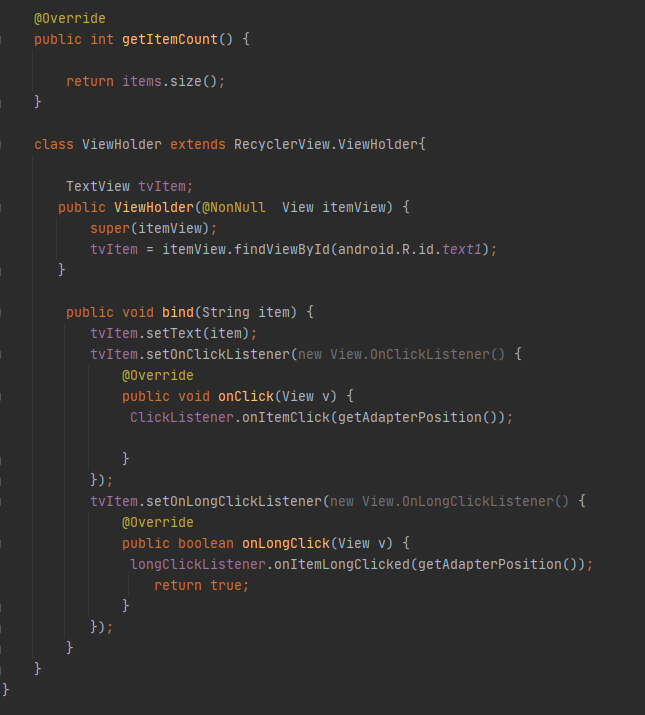 @Override
public int getItemCount() {
return items.size();
}
class ViewHolder extends RecyclerView.ViewHolder{
TextView tvItem;
public ViewHolder(@NonNull  View itemView) {
super(itemView);
tvItem = itemView.findViewById(android.R.id.text1);
}
public void bind(String item) {
tvItem.setText(item);
tvItem.setOnClickListener(new View.OnClickListener() {
@Override
public void onClick(View v) {
ClickListener.onItemClick(getAdapterPosition());
}
});
tvItem.setOnLongClickListener(new View.OnLongClickListener() {
@Override
public boolean onLongClick(View v) {
longClickListener.onItemLongClicked(getAdapterPosition());
return true;
}
});
}
}
}